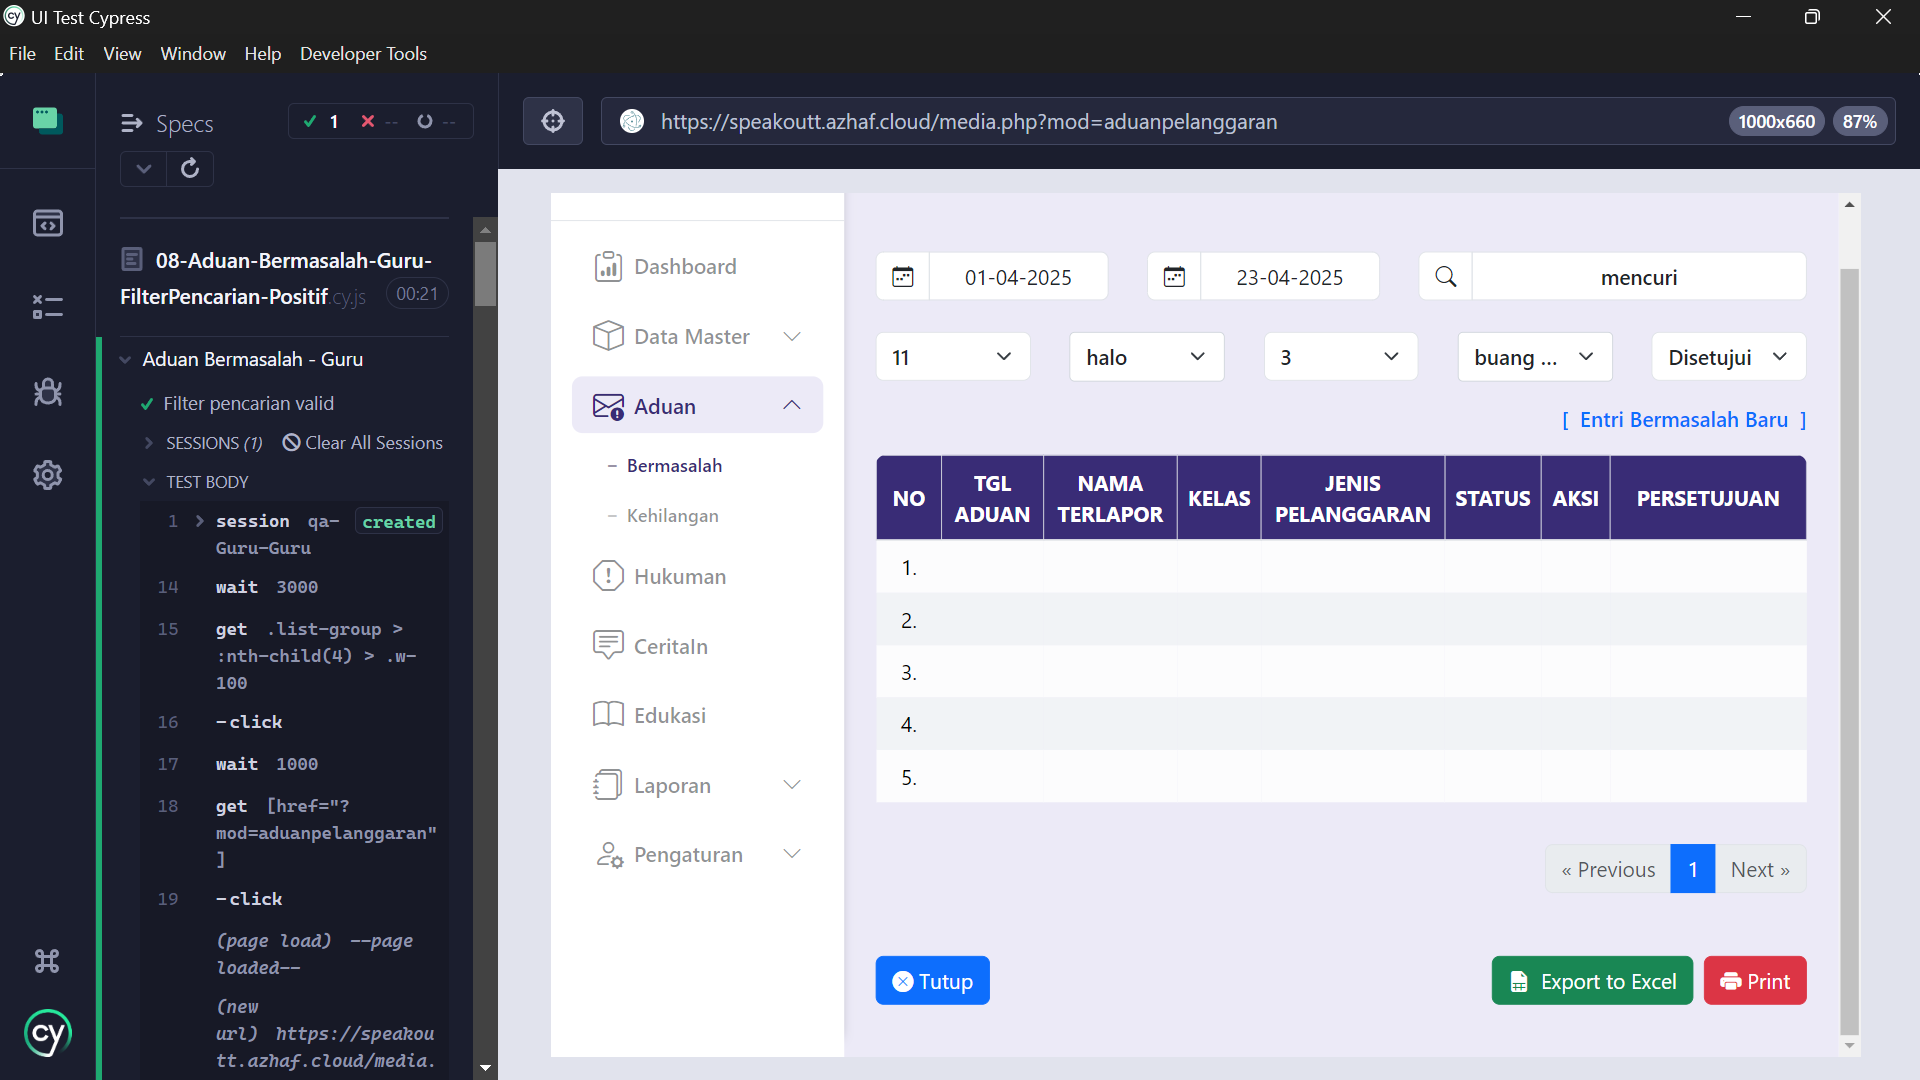 UI Test Cypress
File Edit View Window Help Developer Tools
Specs
1 -- --
https://speakoutt.azhaf.cloud/media.php?mod=aduanpelanggaran
1000x660
87%
08-Aduan-Bermasalah-Guru-
FilterPencarian-Positif.cy.js 00:21
Aduan Bermasalah - Guru
Filter pencarian valid
SESSIONS (1) Clear All Sessions
TEST BODY
1 session qa- created
Guru-Guru
14 wait 3000
15 get .list-group >
:nth-child(4) > .w-
100
16 -click
17 wait 1000
18 get [href="?
mod=aduanpelanggaran"
]
19 -click
(page load) --page
loaded--
(new
url) https://speakou
tt.azhaf.cloud/media.
cy
Dashboard
Data Master
Aduan
– Bermasalah
– Kehilangan
Hukuman
CeritaIn
Edukasi
Laporan
Pengaturan
01-04-2025 23-04-2025 mencuri
11 halo 3 buang ... Disetujui
[ Entri Bermasalah Baru ]
NO TGL ADUAN NAMA TERLAPOR KELAS JENIS PELANGGARAN STATUS AKSI PERSETUJUAN
1.
2.
3.
4.
5.
« Previous 1 Next »
Tutup Export to Excel Print